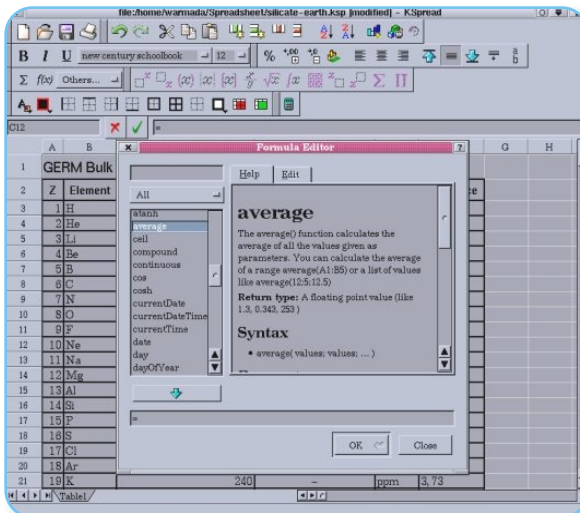 file:/home/warmada/Spreadsheet/silicate-earth.ksp [modified] - KSpread
B I U new century schoolbook 12 %
Σ f(x) Others...
C12 =
A B G H
Formula Editor
1 GERM Bulk
Help Edit
2 Z Element
All
3 1 H
4 2 He
5 3 Li
6 4 Be
7 5 B
8 6 C
9 7 N
10 8 O
11 9 F
12 10 Ne
13 11 Na
14 12 Mg
15 13 Al
16 14 Si
17 15 P
18 16 S
19 17 Cl
20 18 Ar
21 19 K 240 – ppm 3,73
atanh
average
ceil
compound
continuous
cos
cosh
currentDate
currentDateTime
currentTime
date
day
dayOfYear
average
The average() function calculates the
average of all the values given as
parameters. You can calculate the average
of a range average(A1:B5) or a list of values
like average(12;5;12.5)
Return type: A floating point value (like
1.3, 0.343, 253 )
Syntax
• average( values; values; ... )
=
OK Close
Table1